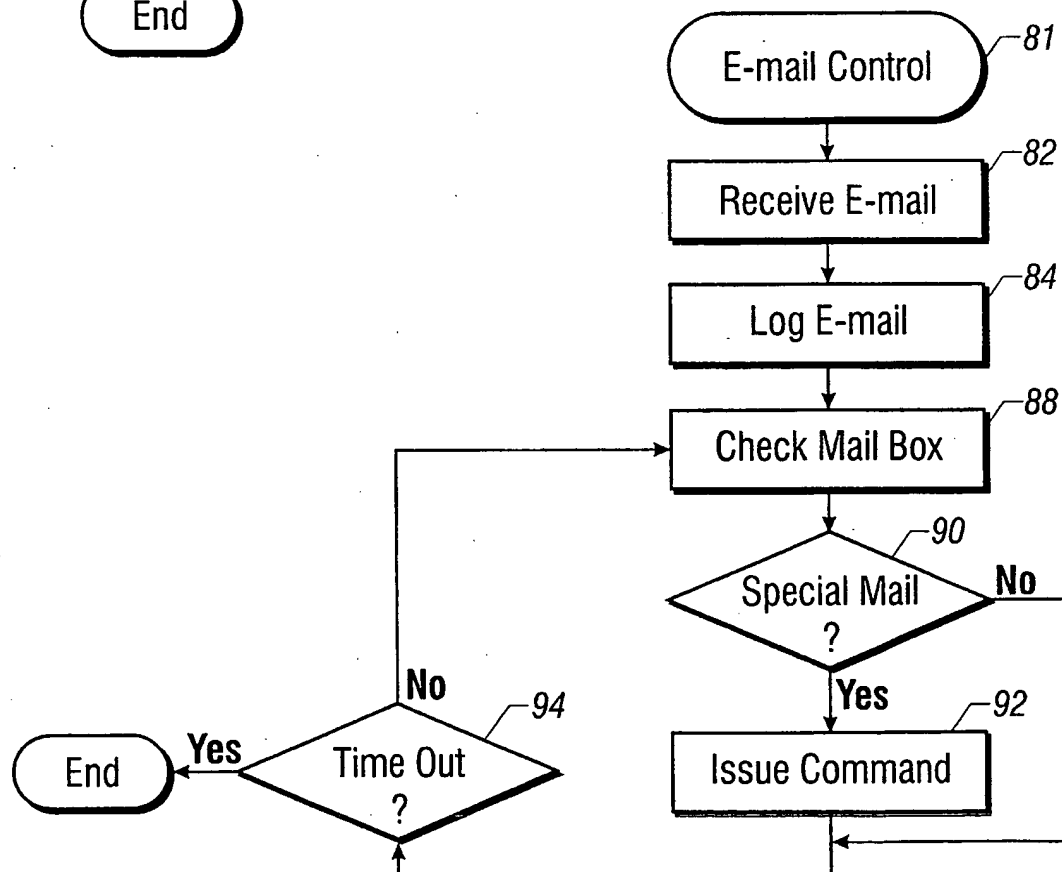 End
E-mail Control
81
Receive E-mail
82
Log E-mail
84
Check Mail Box
88
Special Mail
?
90
No
Yes
Issue Command
92
No
Time Out
?
94
Yes
End